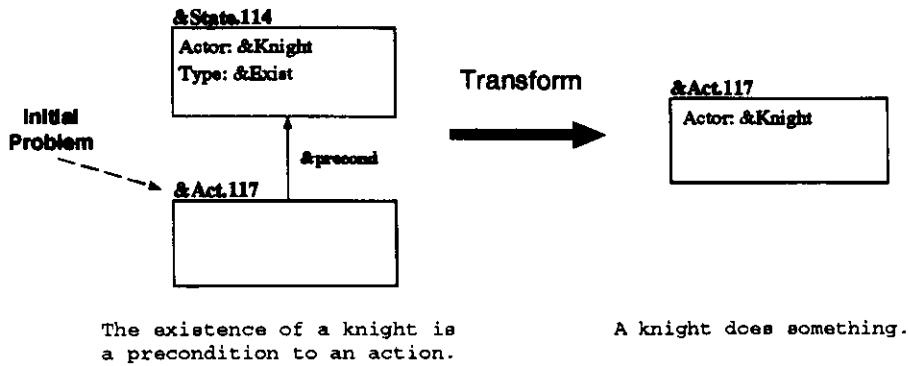 &State.114
Actor: &Knight
Type: &Exist
Transform
&Act.117
Actor: &Knight
Initial
Problem
&precond
&Act.117
The existence of a knight is
a precondition to an action.
A knight does something.